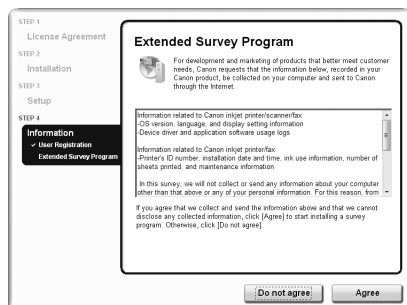 STEP 1
License Agreement
STEP 2
Installation
STEP 3
Setup
STEP 4
Information
✓ User Registration
Extended Survey Program
Extended Survey Program
For development and marketing of products that better meet customer
needs, Canon requests that the information below, recorded in your
Canon product, be collected on your computer and sent to Canon
through the Internet.
Information related to Canon inkjet printer/scanner/fax
-OS version, language, and display setting information
-Device driver and application software usage logs
Information related to Canon inkjet printer/fax
-Printer's ID number, installation date and time, ink use information, number of
sheets printed, and maintenance information
In this survey, we will not collect or send any information about your computer
other than that above or any of your personal information. For this reason, from
If you agree that we collect and send the information above and that we cannot
disclose any collected information, click [Agree] to start installing a survey
program. Otherwise, click [Do not agree].
Do not agree
Agree